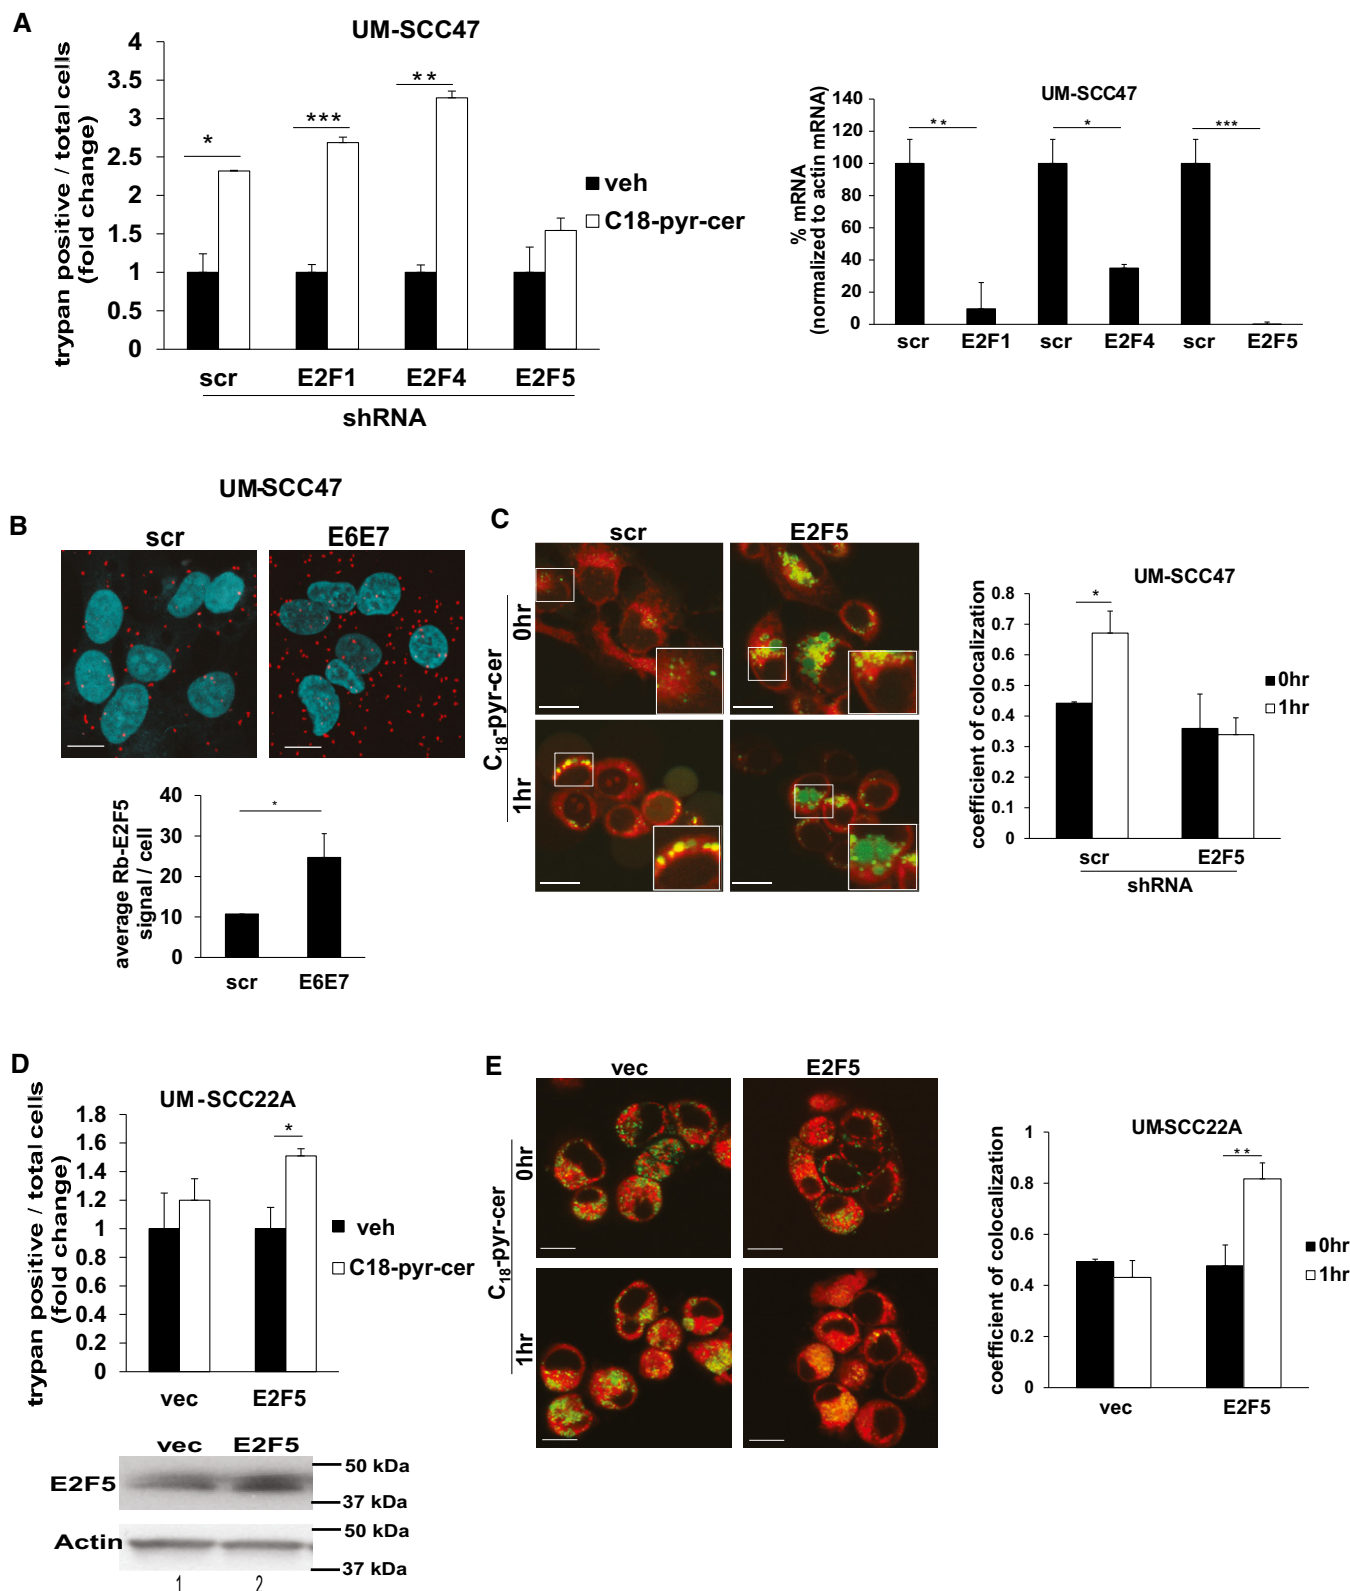 A
UM-SCC47
trypan positive / total cells
(fold change)
4
3.5
3
2.5
2
1.5
1
0.5
0
*
***
**
veh
C18-pyr-cer
scr E2F1 E2F4 E2F5
shRNA
UM-SCC47
% mRNA
(normalized to actin mRNA)
140
120
100
80
60
40
20
0
**
*
***
scr E2F1 scr E2F4 scr E2F5
UM-SCC47
B
scr E6E7
average Rb-E2F5
signal / cell
40
30
20
10
0
*
scr E6E7
C
scr E2F5
C18-pyr-cer
0hr
1hr
UM-SCC47
coefficient of colocalization
0.8
0.7
0.6
0.5
0.4
0.3
0.2
0.1
0
*
0hr
1hr
scr E2F5
shRNA
D
UM-SCC22A
trypan positive / total cells
(fold change)
1.8
1.6
1.4
1.2
1
0.8
0.6
0.4
0.2
0
*
veh
C18-pyr-cer
vec E2F5
vec E2F5
E2F5
50 kDa
37 kDa
Actin
50 kDa
37 kDa
1 2
E
vec E2F5
C18-pyr-cer
0hr
1hr
UM-SCC22A
coefficient of colocalization
1
0.8
0.6
0.4
0.2
0
**
0hr
1hr
vec E2F5